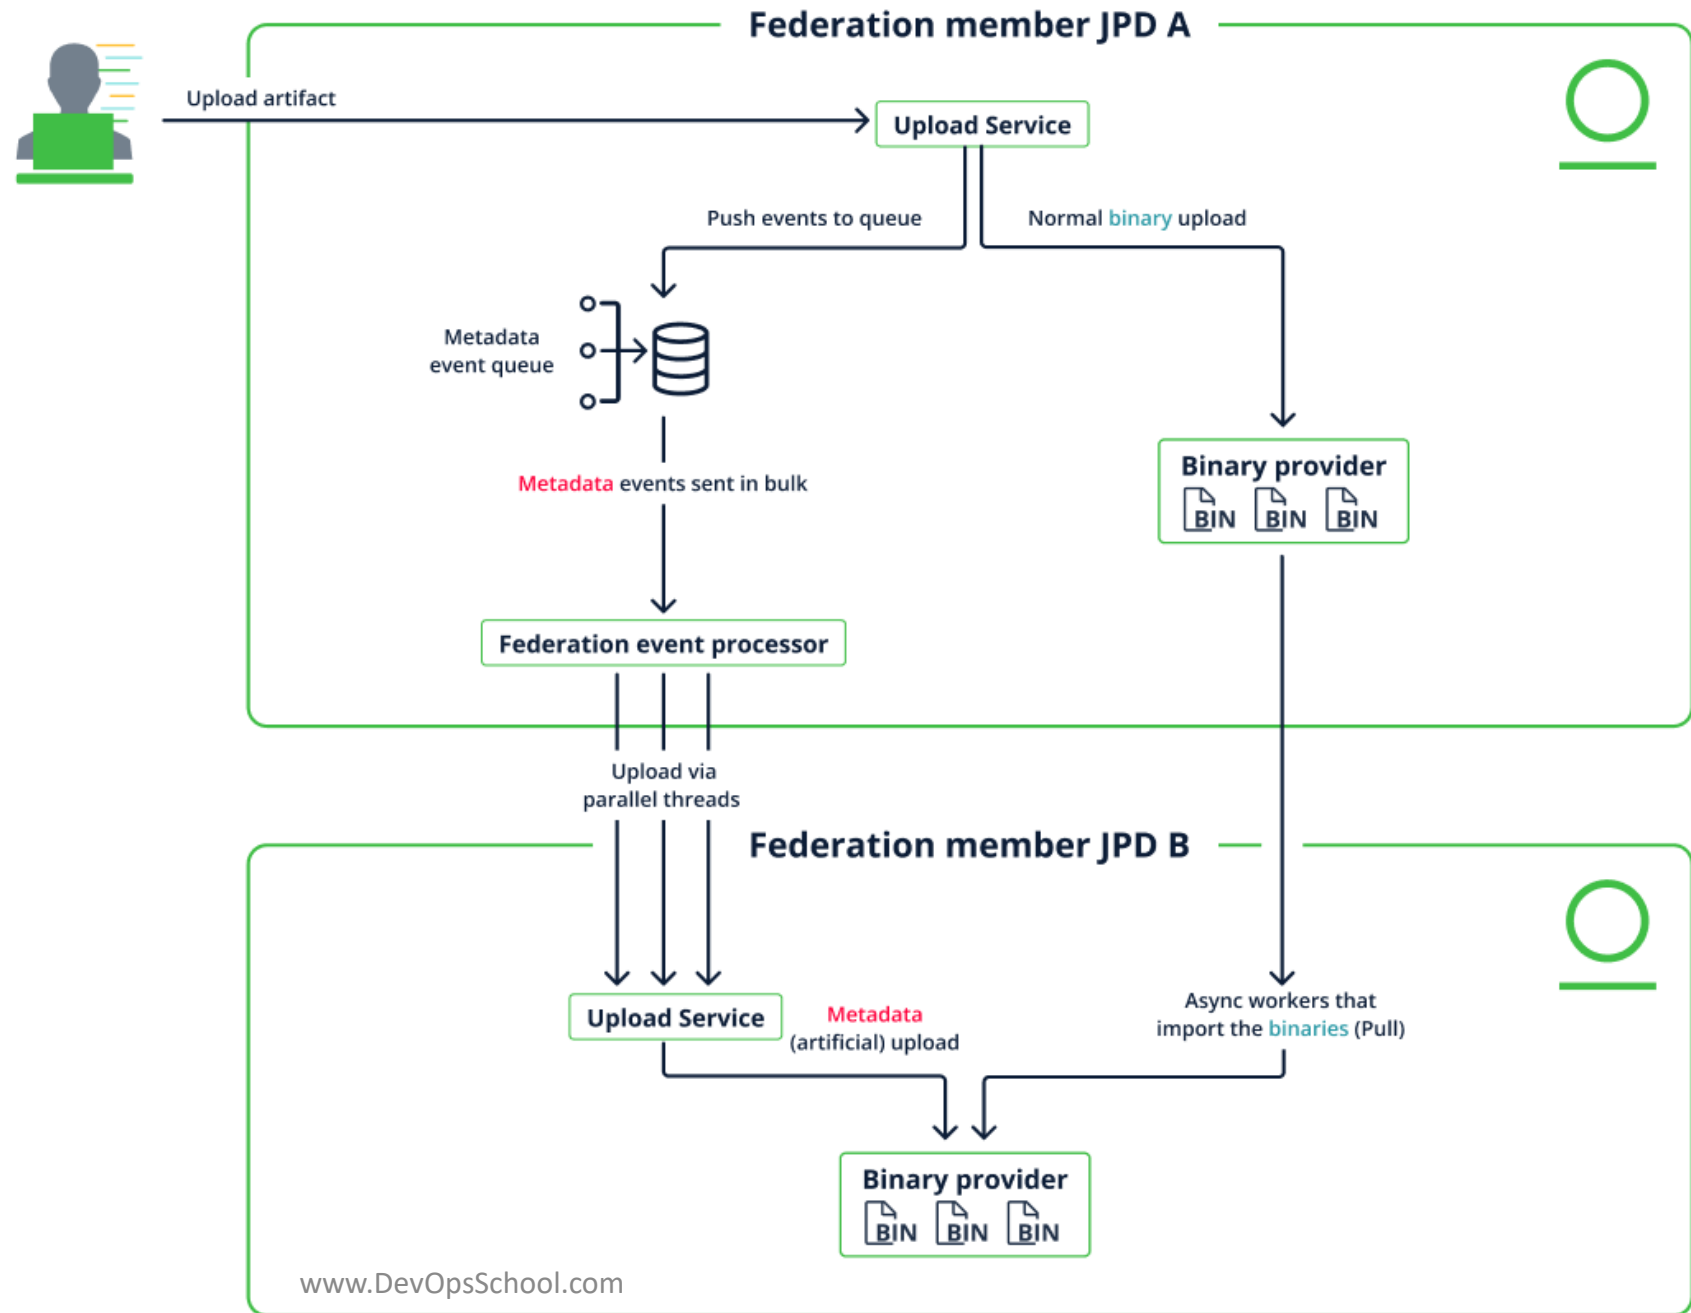 Federation member JPD A
Upload artifact
Upload Service
Push events to queue
Normal binary upload
Metadata
event queue
Metadata events sent in bulk
Binary provider
BIN BIN BIN
Federation event processor
Upload via
parallel threads
Federation member JPD B
Upload Service
Metadata
(artificial) upload
Async workers that
import the binaries (Pull)
Binary provider
BIN BIN BIN
www.DevOpsSchool.com